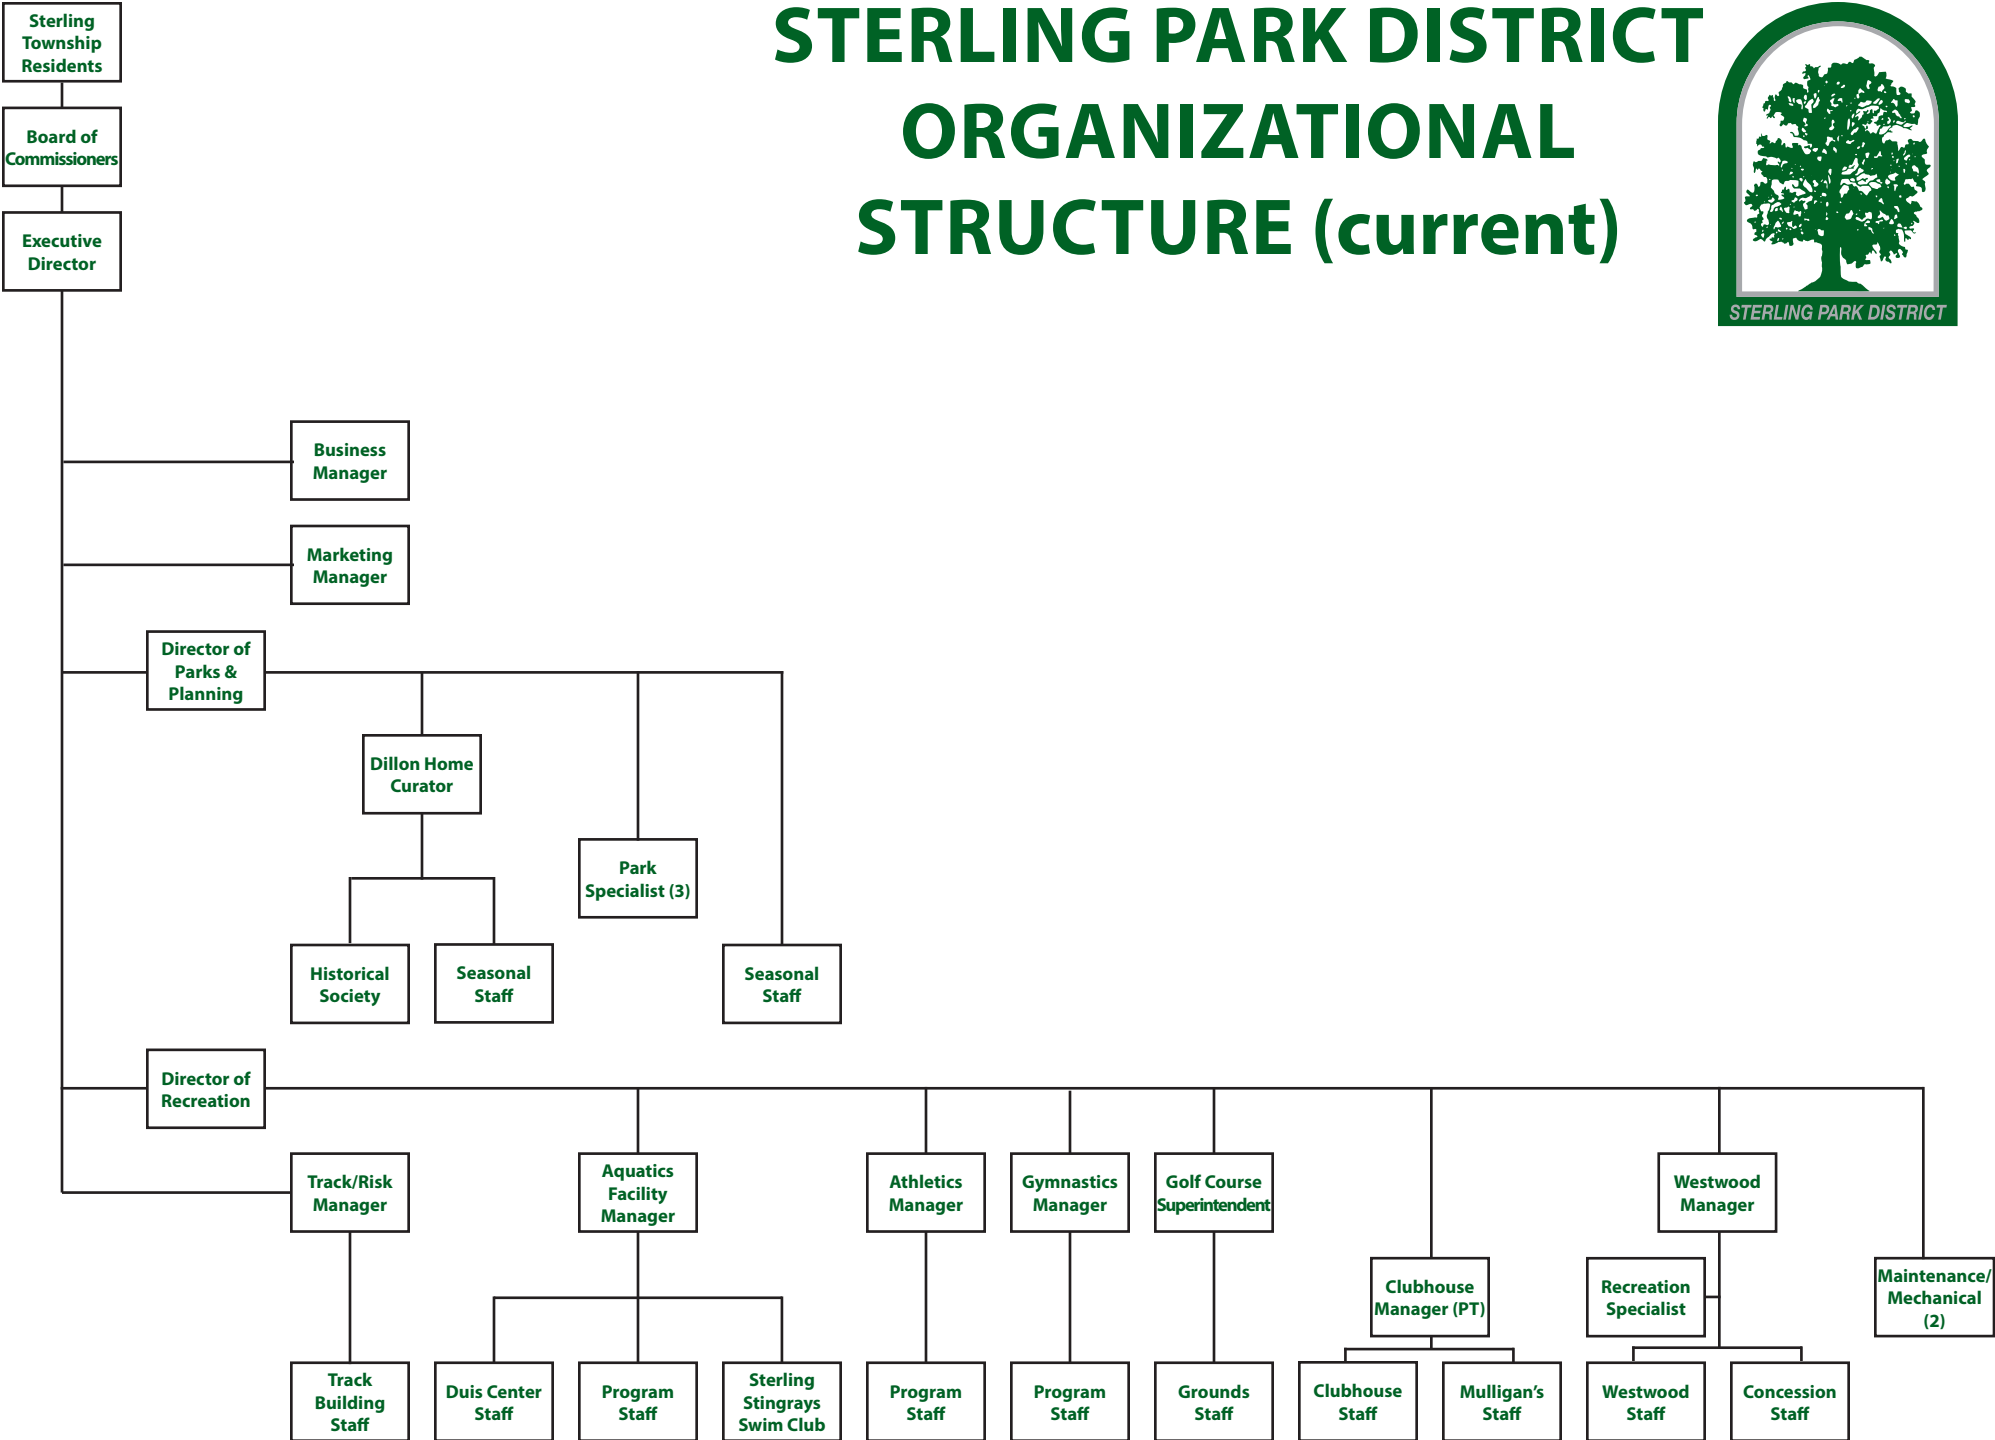 Sterling
Township
Residents
STERLING PARK DISTRICT
ORGANIZATIONAL
STRUCTURE (current)
STERLING PARK DISTRICT
Board of
Commissioners
Executive
Director
Business
Manager
Marketing
Manager
Director of
Parks &
Planning
Dillon Home
Curator
Park
Specialist (3)
Historical
Society
Seasonal
Staff
Seasonal
Staff
Director of
Recreation
Track/Risk
Manager
Aquatics
Facility
Manager
Athletics
Manager
Gymnastics
Manager
Golf Course
Superintendent
Westwood
Manager
Clubhouse
Manager (PT)
Recreation
Specialist
Maintenance/
Mechanical
(2)
Track
Building
Staff
Duis Center
Staff
Program
Staff
Sterling
Stingrays
Swim Club
Program
Staff
Program
Staff
Grounds
Staff
Clubhouse
Staff
Mulligan's
Staff
Westwood
Staff
Concession
Staff